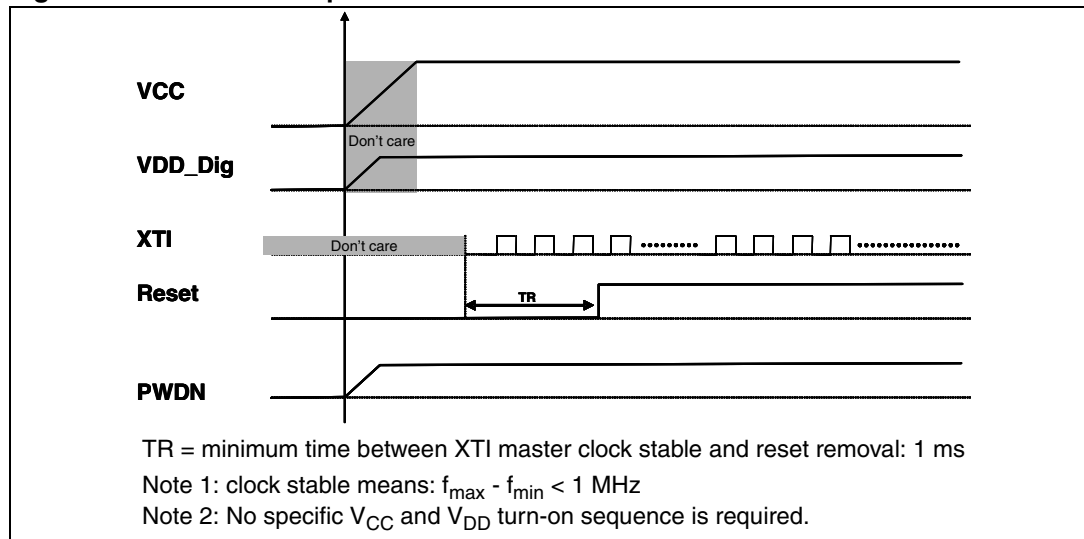 VCC
Don't care
VDD_Dig
XTI
Don't care
Reset
TR
PWDN
TR = minimum time between XTI master clock stable and reset removal: 1 ms
Note 1: clock stable means: fmax - fmin < 1 MHz
Note 2: No specific VCC and VDD turn-on sequence is required.